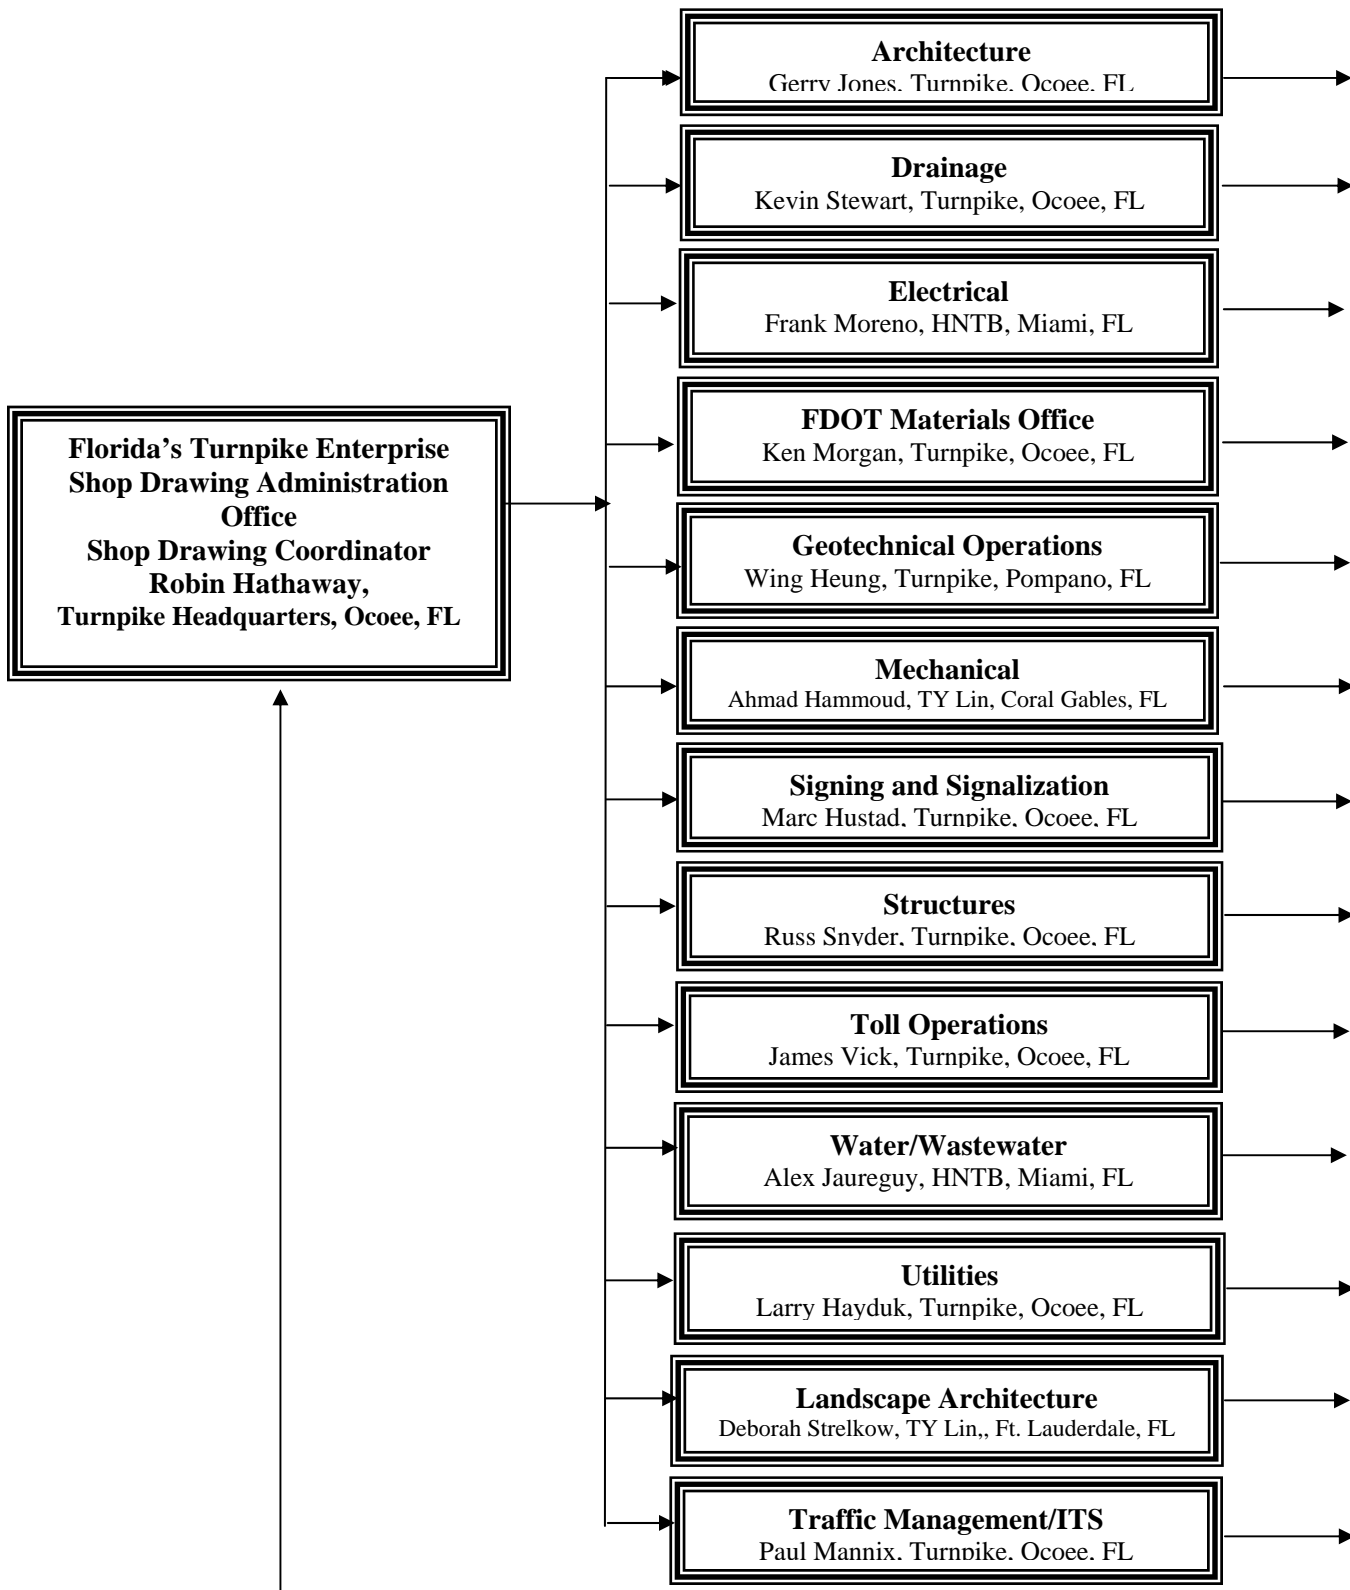 Architecture
Gerry Jones, Turnpike, Ocoee, FL
Drainage
Kevin Stewart, Turnpike, Ocoee, FL
Electrical
Frank Moreno, HNTB, Miami, FL
FDOT Materials Office
Ken Morgan, Turnpike, Ocoee, FL
Florida’s Turnpike Enterprise
Shop Drawing Administration
Office
Shop Drawing Coordinator
Robin Hathaway,
Turnpike Headquarters, Ocoee, FL
Geotechnical Operations
Wing Heung, Turnpike, Pompano, FL
Mechanical
Ahmad Hammoud, TY Lin, Coral Gables, FL
Signing and Signalization
Marc Hustad, Turnpike, Ocoee, FL
Structures
Russ Snyder, Turnpike, Ocoee, FL
Toll Operations
James Vick, Turnpike, Ocoee, FL
Water/Wastewater
Alex Jaureguy, HNTB, Miami, FL
Utilities
Larry Hayduk, Turnpike, Ocoee, FL
Landscape Architecture
Deborah Strelkow, TY Lin,, Ft. Lauderdale, FL
Traffic Management/ITS
Paul Mannix, Turnpike, Ocoee, FL